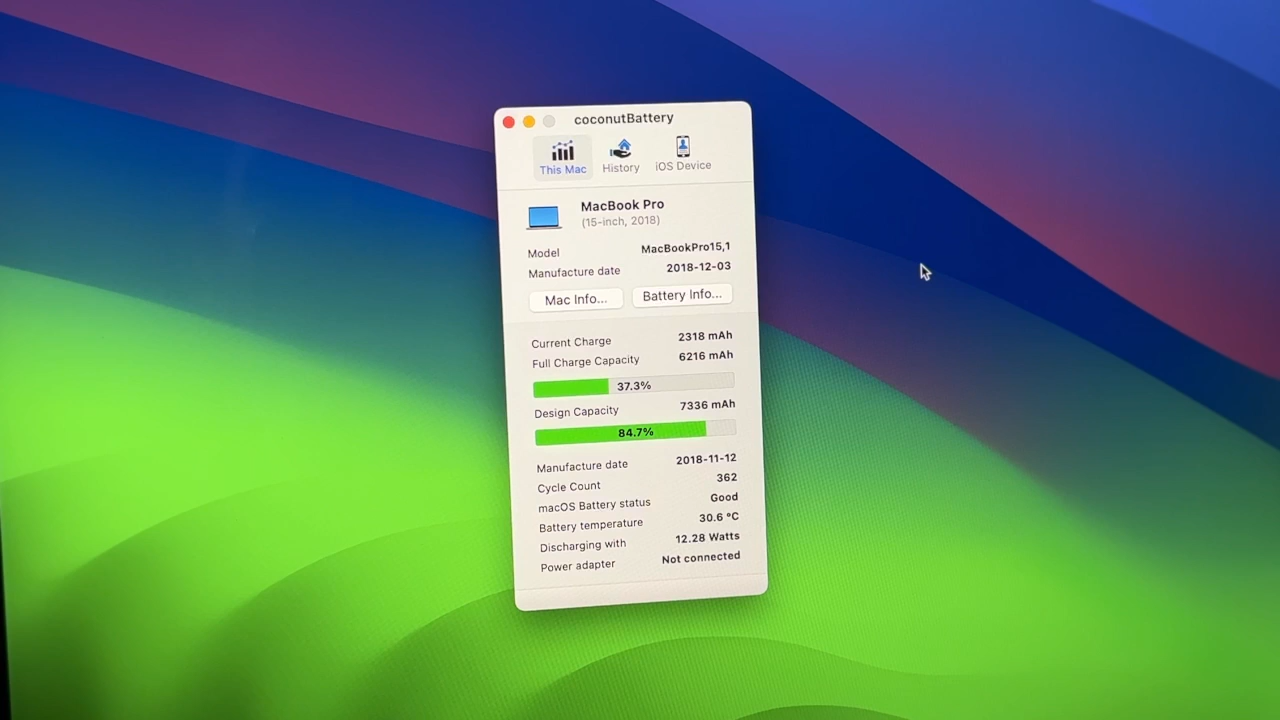 coconutBattery
This Mac History iOS Device
MacBook Pro
(15-inch, 2018)
Model MacBookPro15,1
Manufacture date 2018-12-03
Mac Info... Battery Info...
Current Charge 2318 mAh
Full Charge Capacity 6216 mAh
37.3%
Design Capacity 7336 mAh
84.7%
Manufacture date 2018-11-12
Cycle Count 362
macOS Battery status Good
Battery temperature 30.6 °C
Discharging with 12.28 Watts
Power adapter Not connected